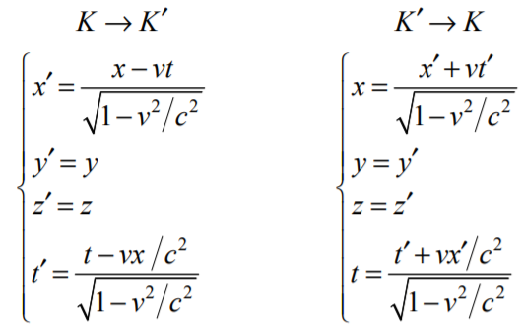 K → K′
x′ = (x − vt) / √(1 − v²/c²)
y′ = y
z′ = z
t′ = (t − vx/c²) / √(1 − v²/c²)
K′ → K
x = (x′ + vt′) / √(1 − v²/c²)
y = y′
z = z′
t = (t′ + vx′/c²) / √(1 − v²/c²)